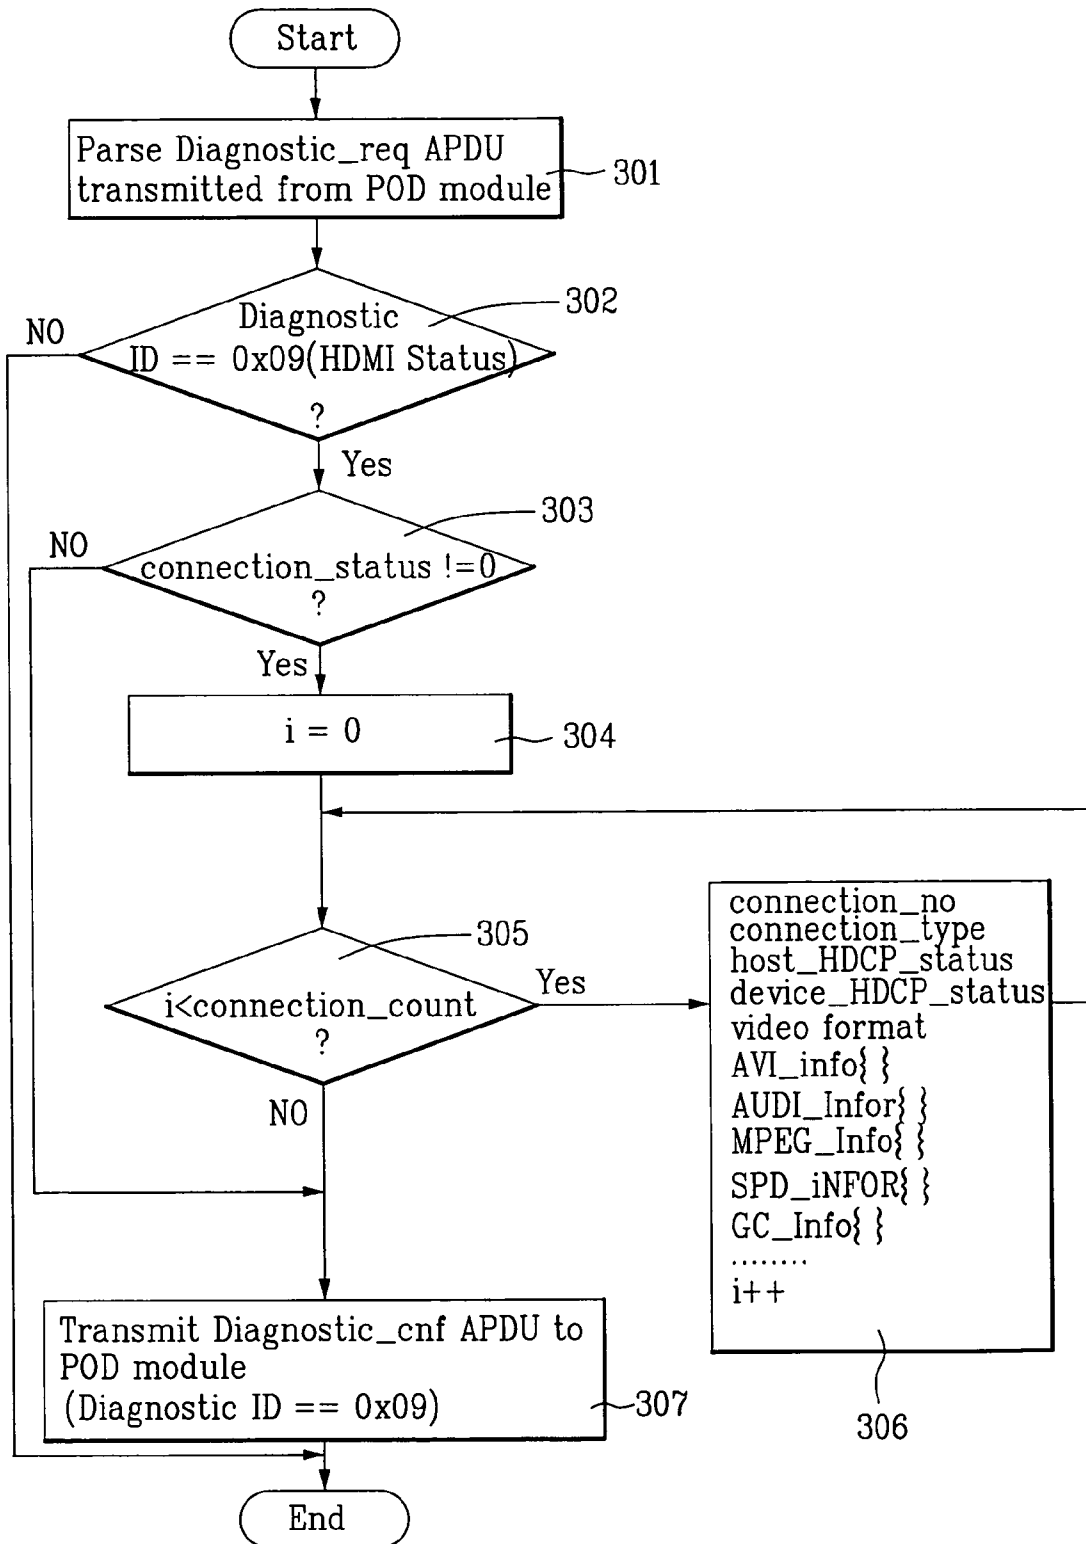 Start
Parse Diagnostic_req APDU
transmitted from POD module
301
302
NO
Diagnostic
ID == 0x09(HDMI Status)
?
Yes
303
NO
connection_status !=0
?
Yes
i = 0
304
305
i<connection_count
?
Yes
NO
connection_no
connection_type
host_HDCP_status
device_HDCP_status
video format
AVI_info{ }
AUDI_Infor{ }
MPEG_Info{ }
SPD_iNFOR{ }
GC_Info{ }
........
i++
306
Transmit Diagnostic_cnf APDU to
POD module
(Diagnostic ID == 0x09)
307
End